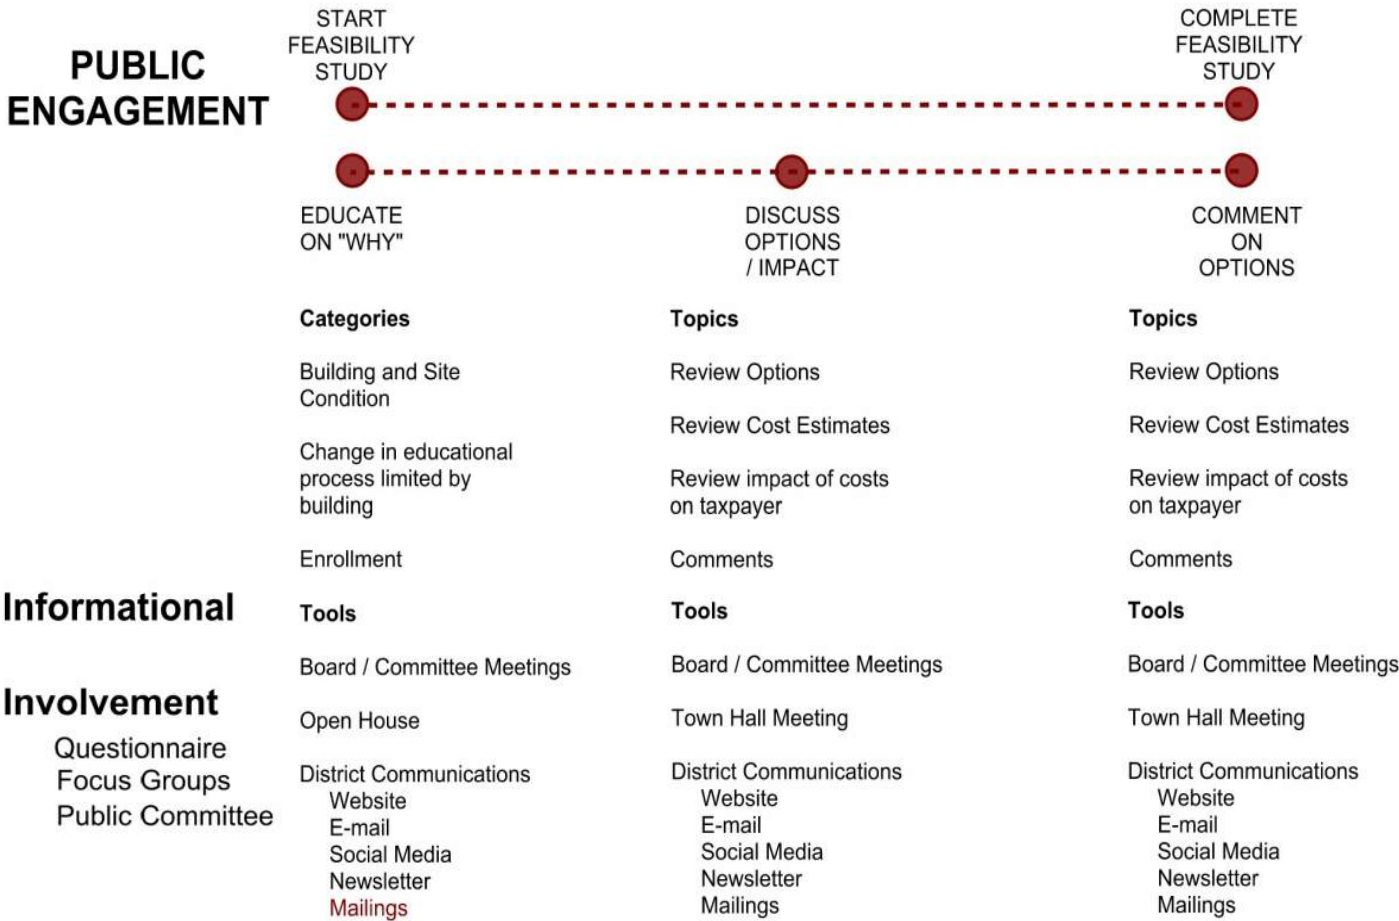 PUBLIC
ENGAGEMENT
START
FEASIBILITY
STUDY
COMPLETE
FEASIBILITY
STUDY
EDUCATE
ON "WHY"
DISCUSS
OPTIONS
/ IMPACT
COMMENT
ON
OPTIONS
Categories
Building and Site
Condition
Change in educational
process limited by
building
Enrollment
Topics
Review Options
Review Cost Estimates
Review impact of costs
on taxpayer
Comments
Topics
Review Options
Review Cost Estimates
Review impact of costs
on taxpayer
Comments
Informational
Involvement
Questionnaire
Focus Groups
Public Committee
Tools
Board / Committee Meetings
Open House
District Communications
Website
E-mail
Social Media
Newsletter
Mailings
Tools
Board / Committee Meetings
Town Hall Meeting
District Communications
Website
E-mail
Social Media
Newsletter
Mailings
Tools
Board / Committee Meetings
Town Hall Meeting
District Communications
Website
E-mail
Social Media
Newsletter
Mailings